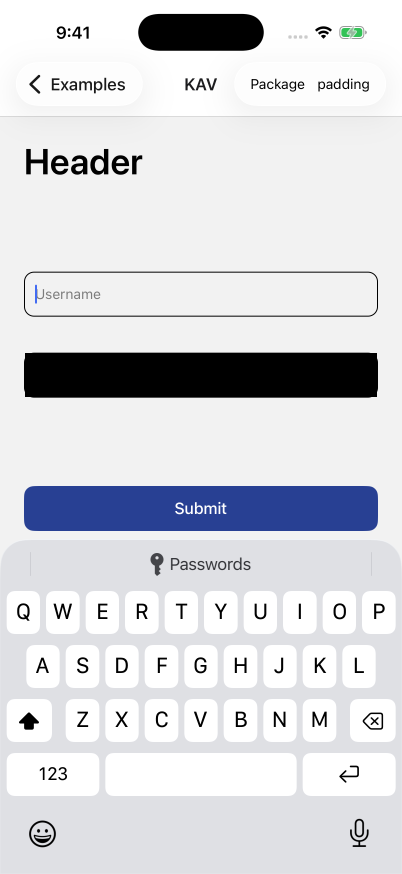 9:41
Examples KAV Package padding
Header
Username
Submit
Passwords
Q W E R T Y U I O P
A S D F G H J K L
Z X C V B N M
123